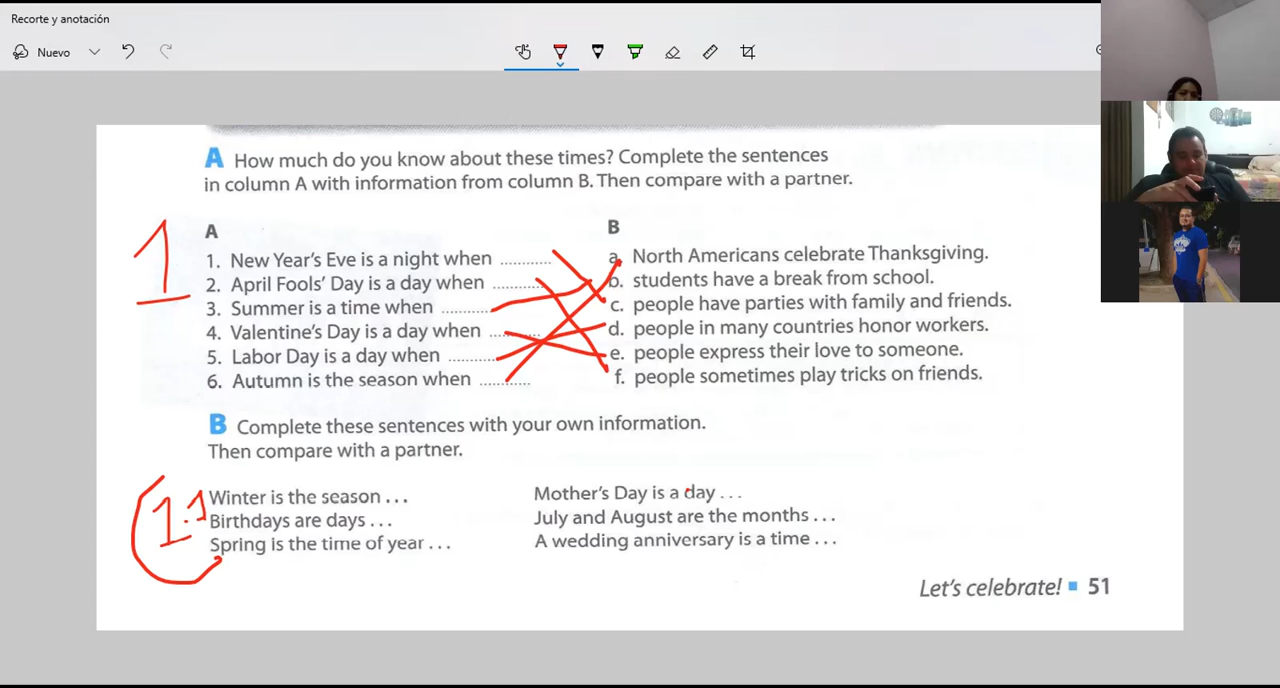 Recorte y anotación
Nuevo
A How much do you know about these times? Complete the sentences
in column A with information from column B. Then compare with a partner.
1
A
1. New Year's Eve is a night when ..........
2. April Fools' Day is a day when ..........
3. Summer is a time when ..........
4. Valentine's Day is a day when ..........
5. Labor Day is a day when ..........
6. Autumn is the season when ..........
B
a. North Americans celebrate Thanksgiving.
b. students have a break from school.
c. people have parties with family and friends.
d. people in many countries honor workers.
e. people express their love to someone.
f. people sometimes play tricks on friends.
B Complete these sentences with your own information.
Then compare with a partner.
1.1
Winter is the season ...
Birthdays are days ...
Spring is the time of year ...
Mother's Day is a day ...
July and August are the months ...
A wedding anniversary is a time ...
Let's celebrate! ▪ 51